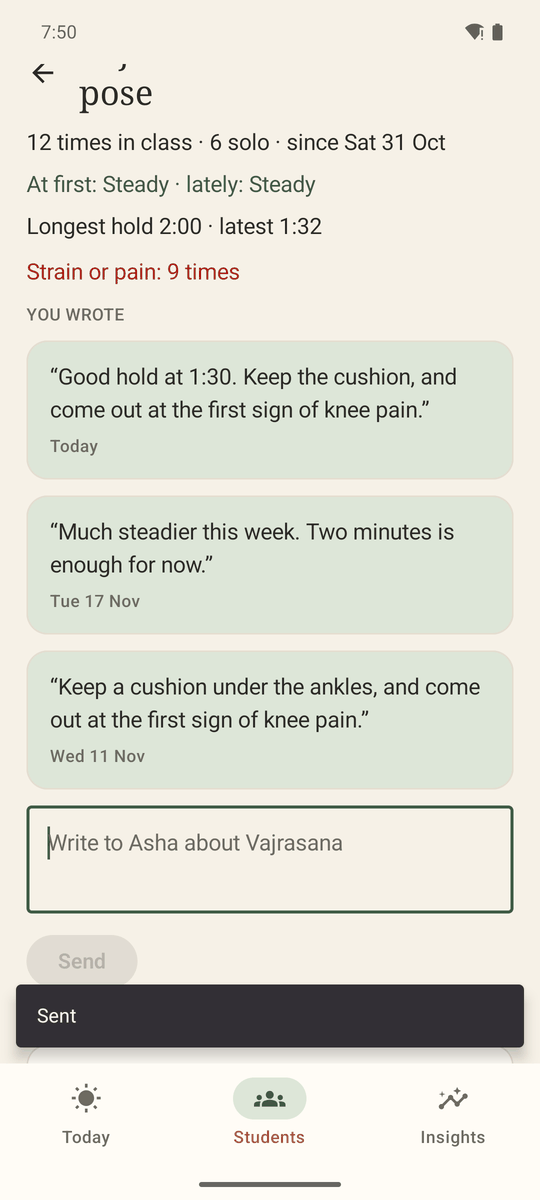 7:50
pose
12 times in class · 6 solo · since Sat 31 Oct
At first: Steady · lately: Steady
Longest hold 2:00 · latest 1:32
Strain or pain: 9 times
YOU WROTE
“Good hold at 1:30. Keep the cushion, and
come out at the first sign of knee pain.”
Today
“Much steadier this week. Two minutes is
enough for now.”
Tue 17 Nov
“Keep a cushion under the ankles, and come
out at the first sign of knee pain.”
Wed 11 Nov
Write to Asha about Vajrasana
Send
Sent
Today
Students
Insights